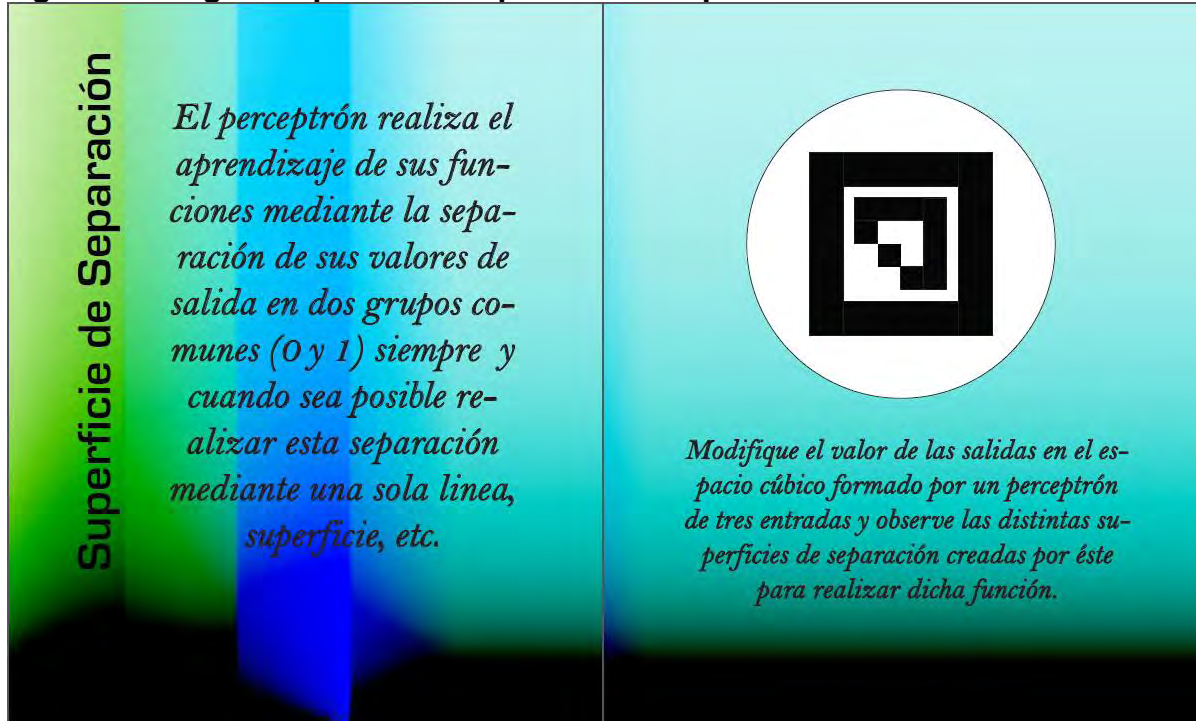 Superficie de Separación
El perceptrón realiza el
aprendizaje de sus fun-
ciones mediante la sepa-
ración de sus valores de
salida en dos grupos co-
munes (0 y 1) siempre y
cuando sea posible re-
alizar esta separación
mediante una sola linea,
superficie, etc.
Modifique el valor de las salidas en el es-
pacio cúbico formado por un perceptrón
de tres entradas y observe las distintas su-
perficies de separación creadas por éste
para realizar dicha función.